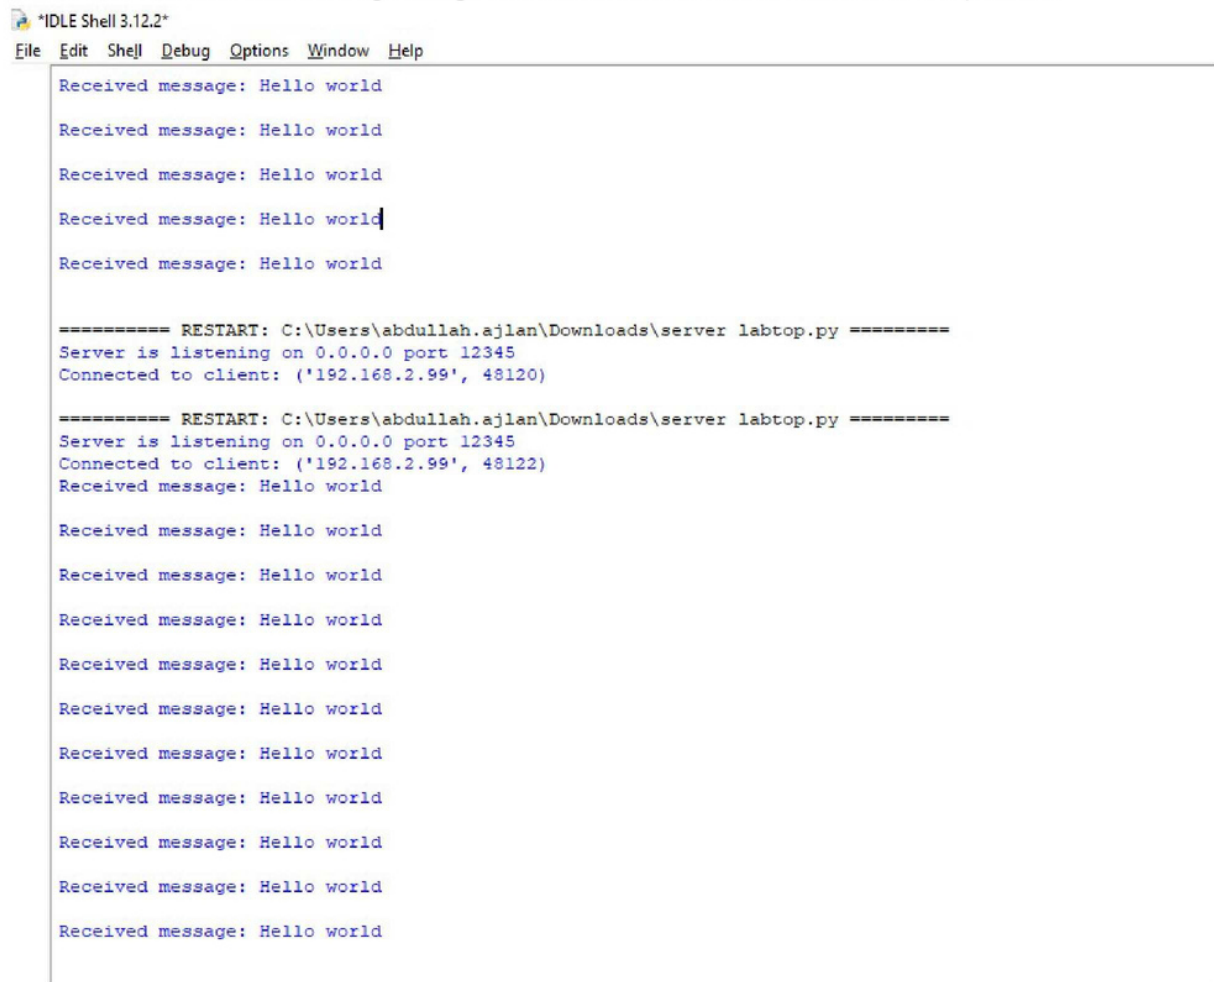 *IDLE Shell 3.12.2*
File Edit Shell Debug Options Window Help
Received message: Hello world
Received message: Hello world
Received message: Hello world
Received message: Hello world
Received message: Hello world
========== RESTART: C:\Users\abdullah.ajlan\Downloads\server labtop.py =========
Server is listening on 0.0.0.0 port 12345
Connected to client: ('192.168.2.99', 48120)
========== RESTART: C:\Users\abdullah.ajlan\Downloads\server labtop.py =========
Server is listening on 0.0.0.0 port 12345
Connected to client: ('192.168.2.99', 48122)
Received message: Hello world
Received message: Hello world
Received message: Hello world
Received message: Hello world
Received message: Hello world
Received message: Hello world
Received message: Hello world
Received message: Hello world
Received message: Hello world
Received message: Hello world
Received message: Hello world